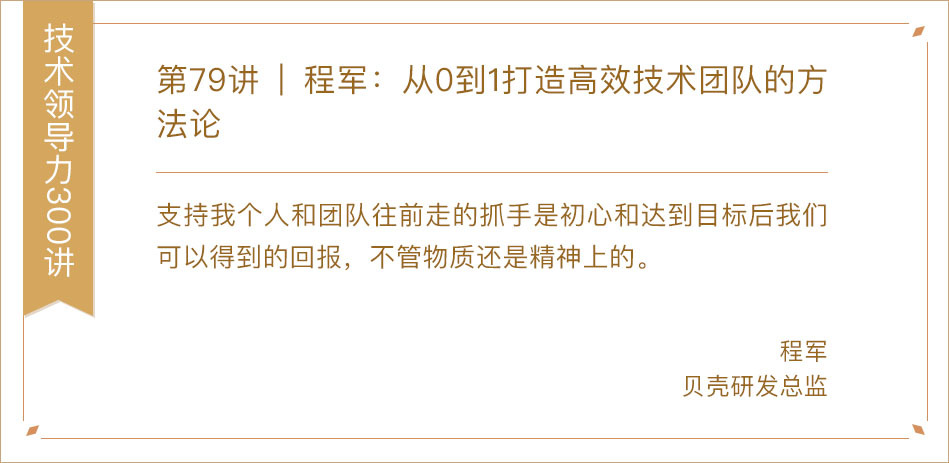 技术领导力300讲
第79讲 | 程军：从0到1打造高效技术团队的方
法论
支持我个人和团队往前走的抓手是初心和达到目标后我们
可以得到的回报，不管物质还是精神上的。
程军
贝壳研发总监